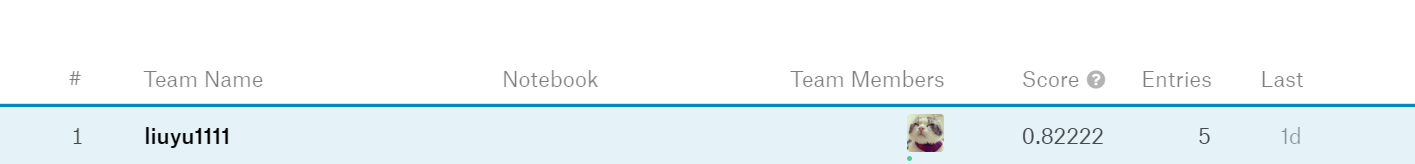 # Team Name Notebook Team Members Score ? Entries Last
1 liuyu1111 0.82222 5 1d